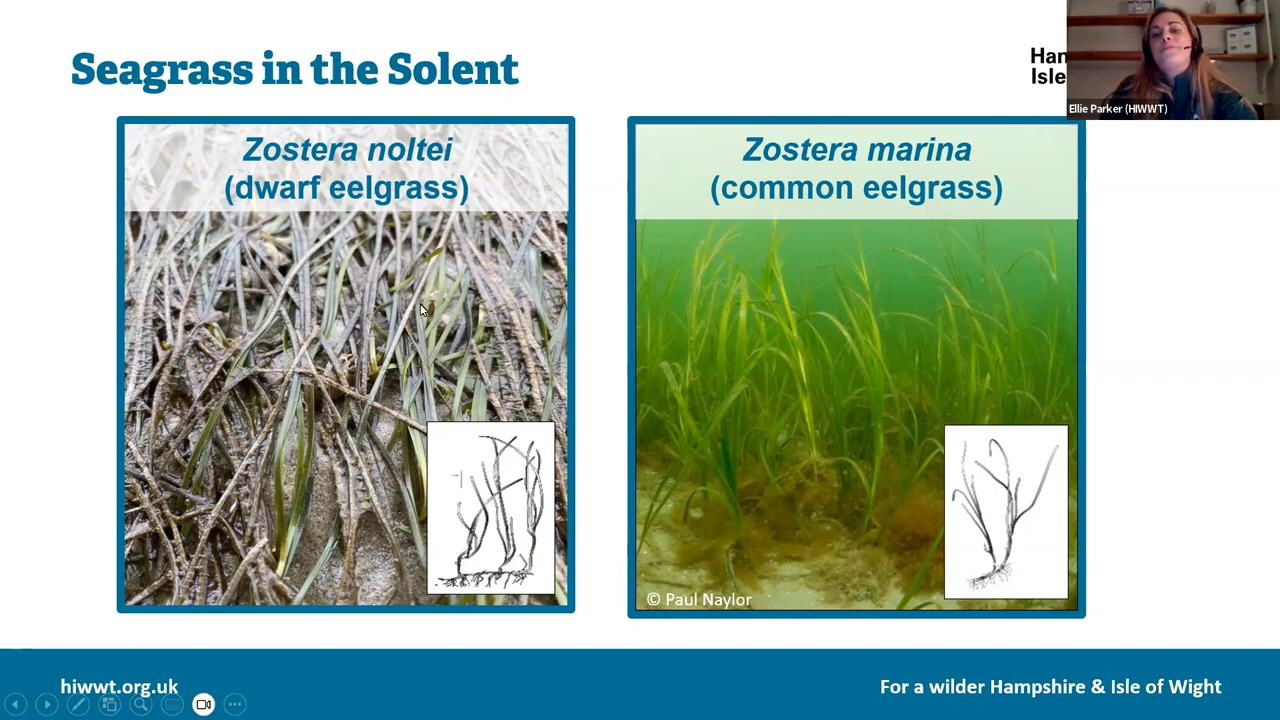 Seagrass in the Solent
Han
Isle
Ellie Parker (HIWWT)
Zostera noltei
(dwarf eelgrass)
Zostera marina
(common eelgrass)
© Paul Naylor
hiwwt.org.uk
For a wilder Hampshire & Isle of Wight